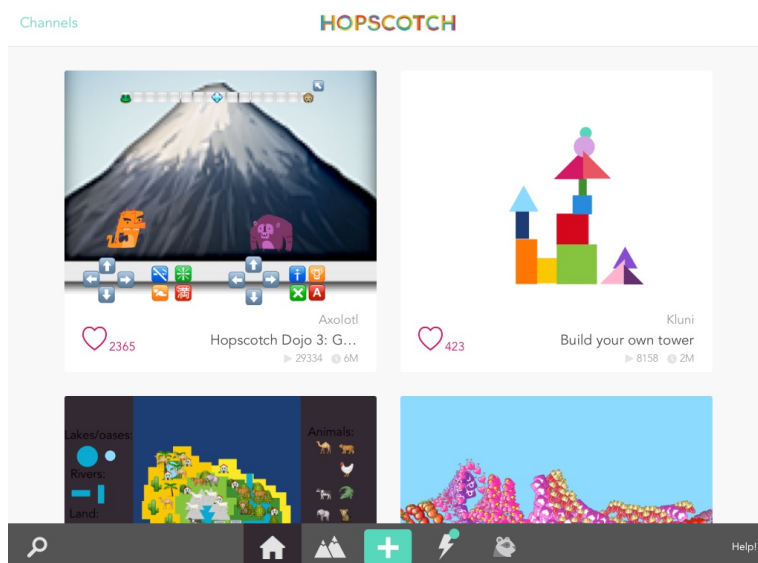 Channels
HOPSCOTCH
Axolotl
2365
Hopscotch Dojo 3: G...
29334 6M
Kluni
423
Build your own tower
8158 2M
Lakes/oases:
Rivers:
Land:
Animals:
満
A
Help!